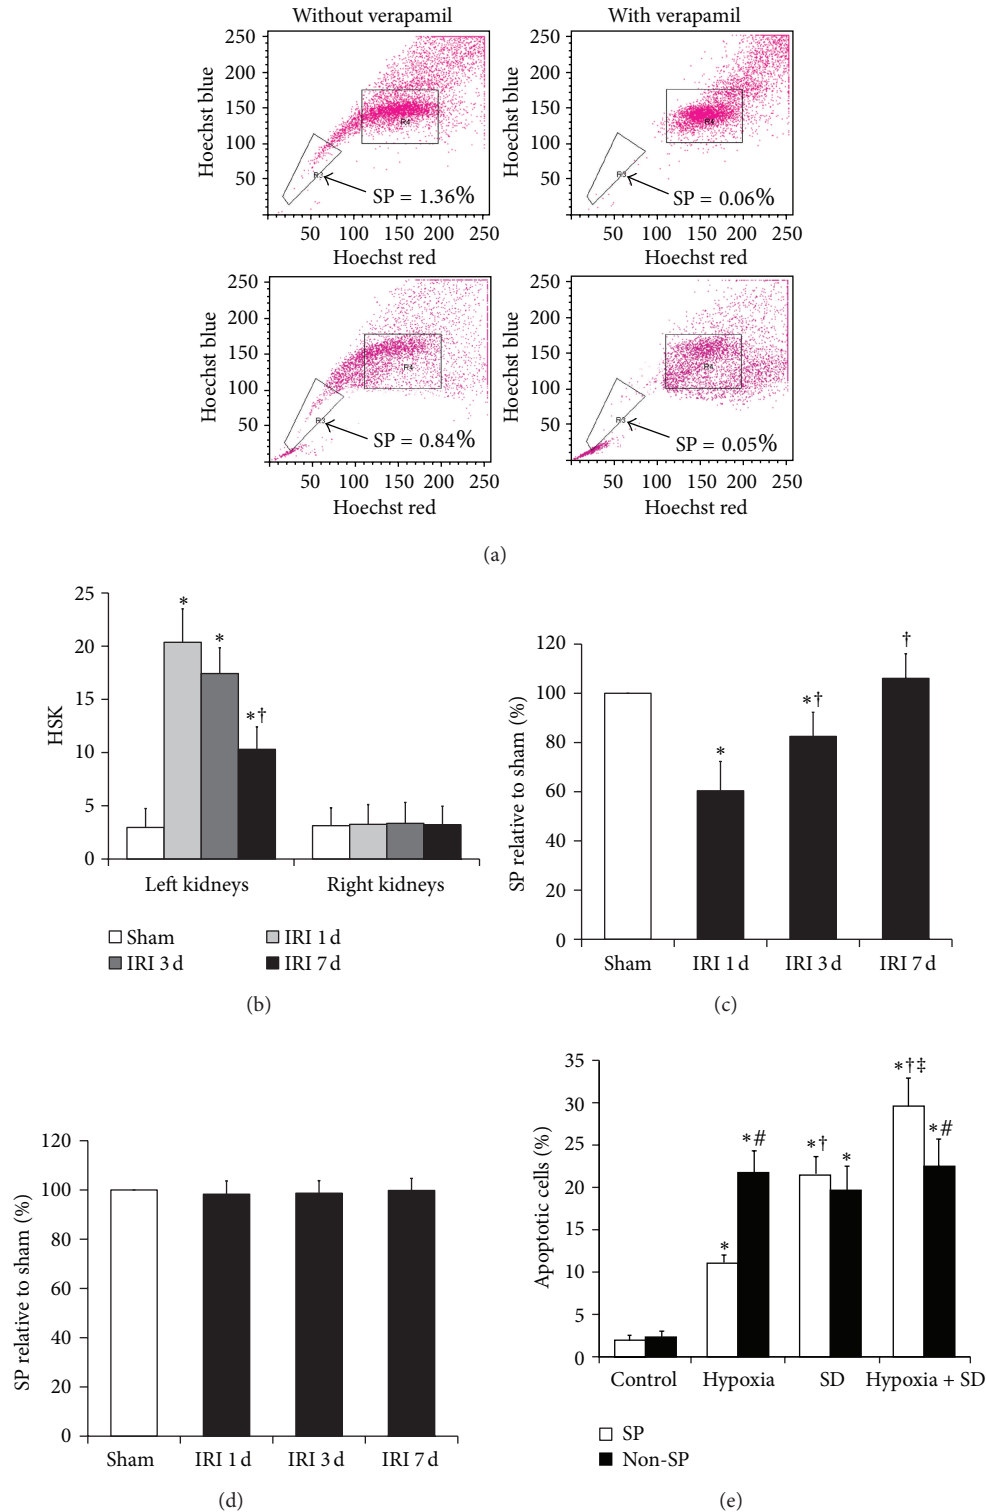 Without verapamil
With verapamil
250
200
150
100
50
Hoechst blue
R4
R3
SP = 1.36%
50 100 150 200 250
Hoechst red
250
200
150
100
50
Hoechst blue
R4
R3
SP = 0.06%
50 100 150 200 250
Hoechst red
250
200
150
100
50
Hoechst blue
R4
R3
SP = 0.84%
50 100 150 200 250
Hoechst red
250
200
150
100
50
Hoechst blue
R4
R3
SP = 0.05%
50 100 150 200 250
Hoechst red
(a)
25
20
15
10
5
0
HSK
*
*
*†
Left kidneys
Right kidneys
Sham
IRI 1 d
IRI 3 d
IRI 7 d
(b)
120
100
80
60
40
20
0
SP relative to sham (%)
*
*†
†
Sham
IRI 1 d
IRI 3 d
IRI 7 d
(c)
120
100
80
60
40
20
0
SP relative to sham (%)
Sham
IRI 1 d
IRI 3 d
IRI 7 d
(d)
35
30
25
20
15
10
5
0
Apoptotic cells (%)
*
*#
*†
*
*†‡
*#
Control
Hypoxia
SD
Hypoxia + SD
SP
Non-SP
(e)